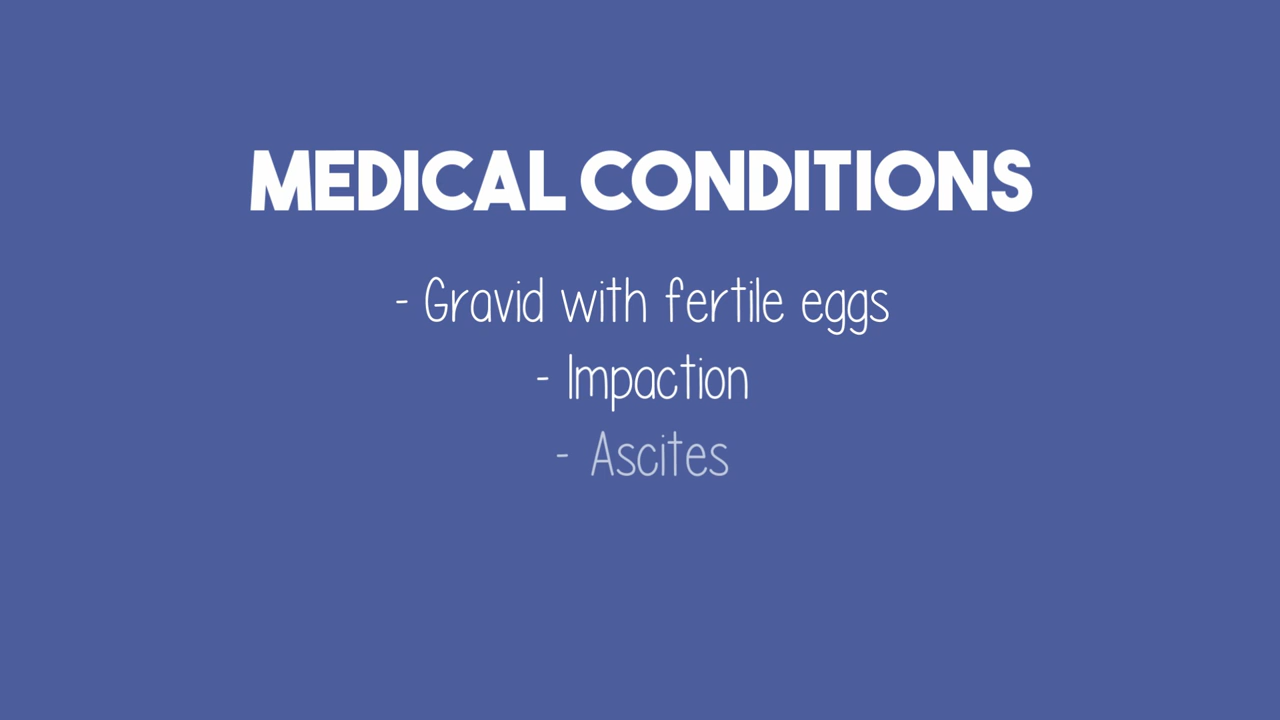 MEDICAL CONDITIONS
- Gravid with fertile eggs
- Impaction
- Ascites